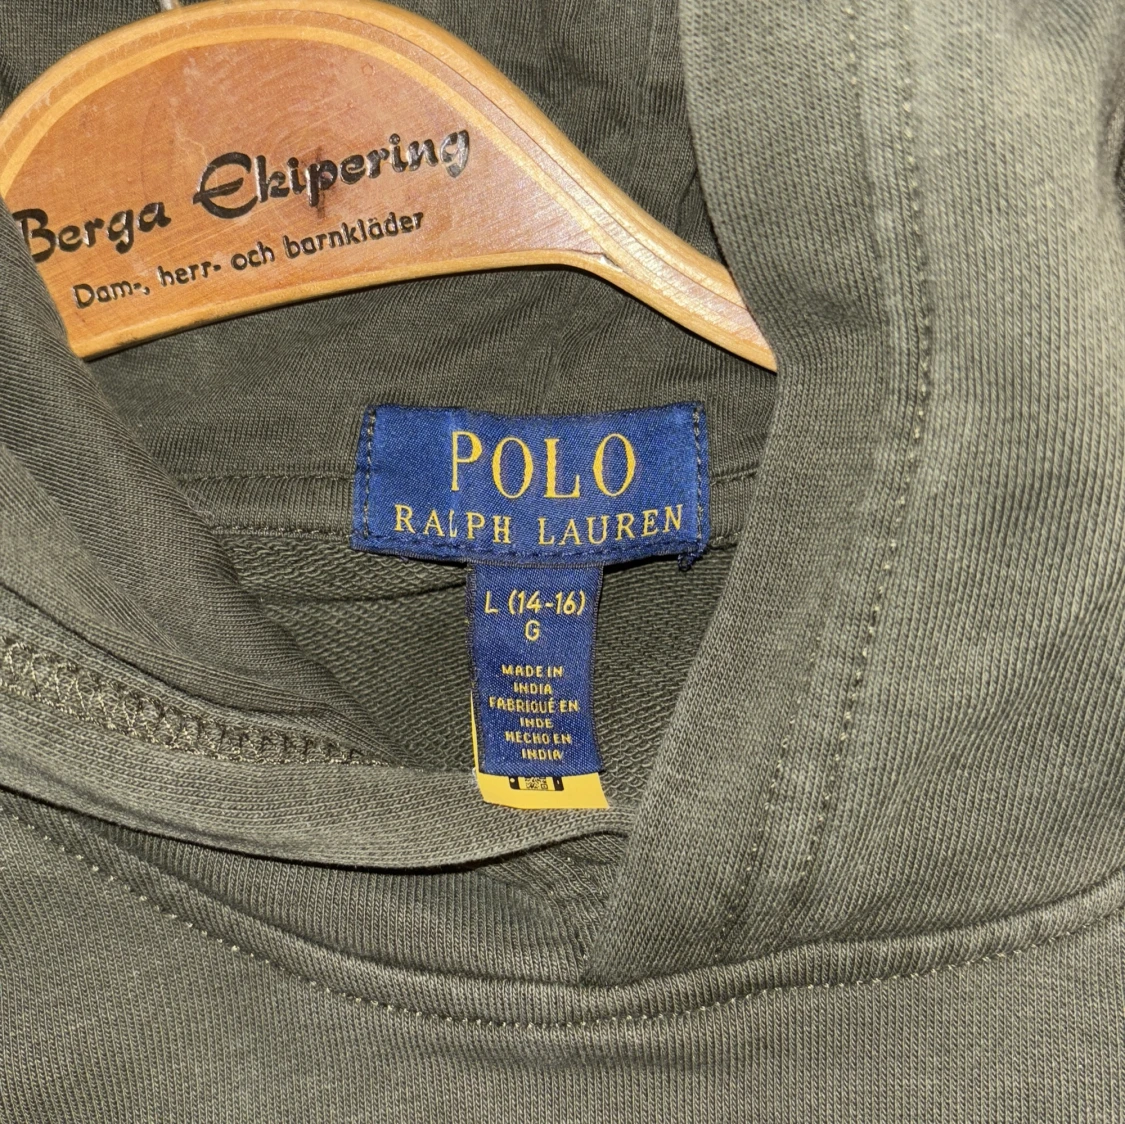 Berga Ekipering
Dam-, herr- och barnkläder
POLO
RALPH LAUREN
L (14-16)
G
MADE IN
INDIA
FABRIQUÉ EN
INDE
HECHO EN
INDIA